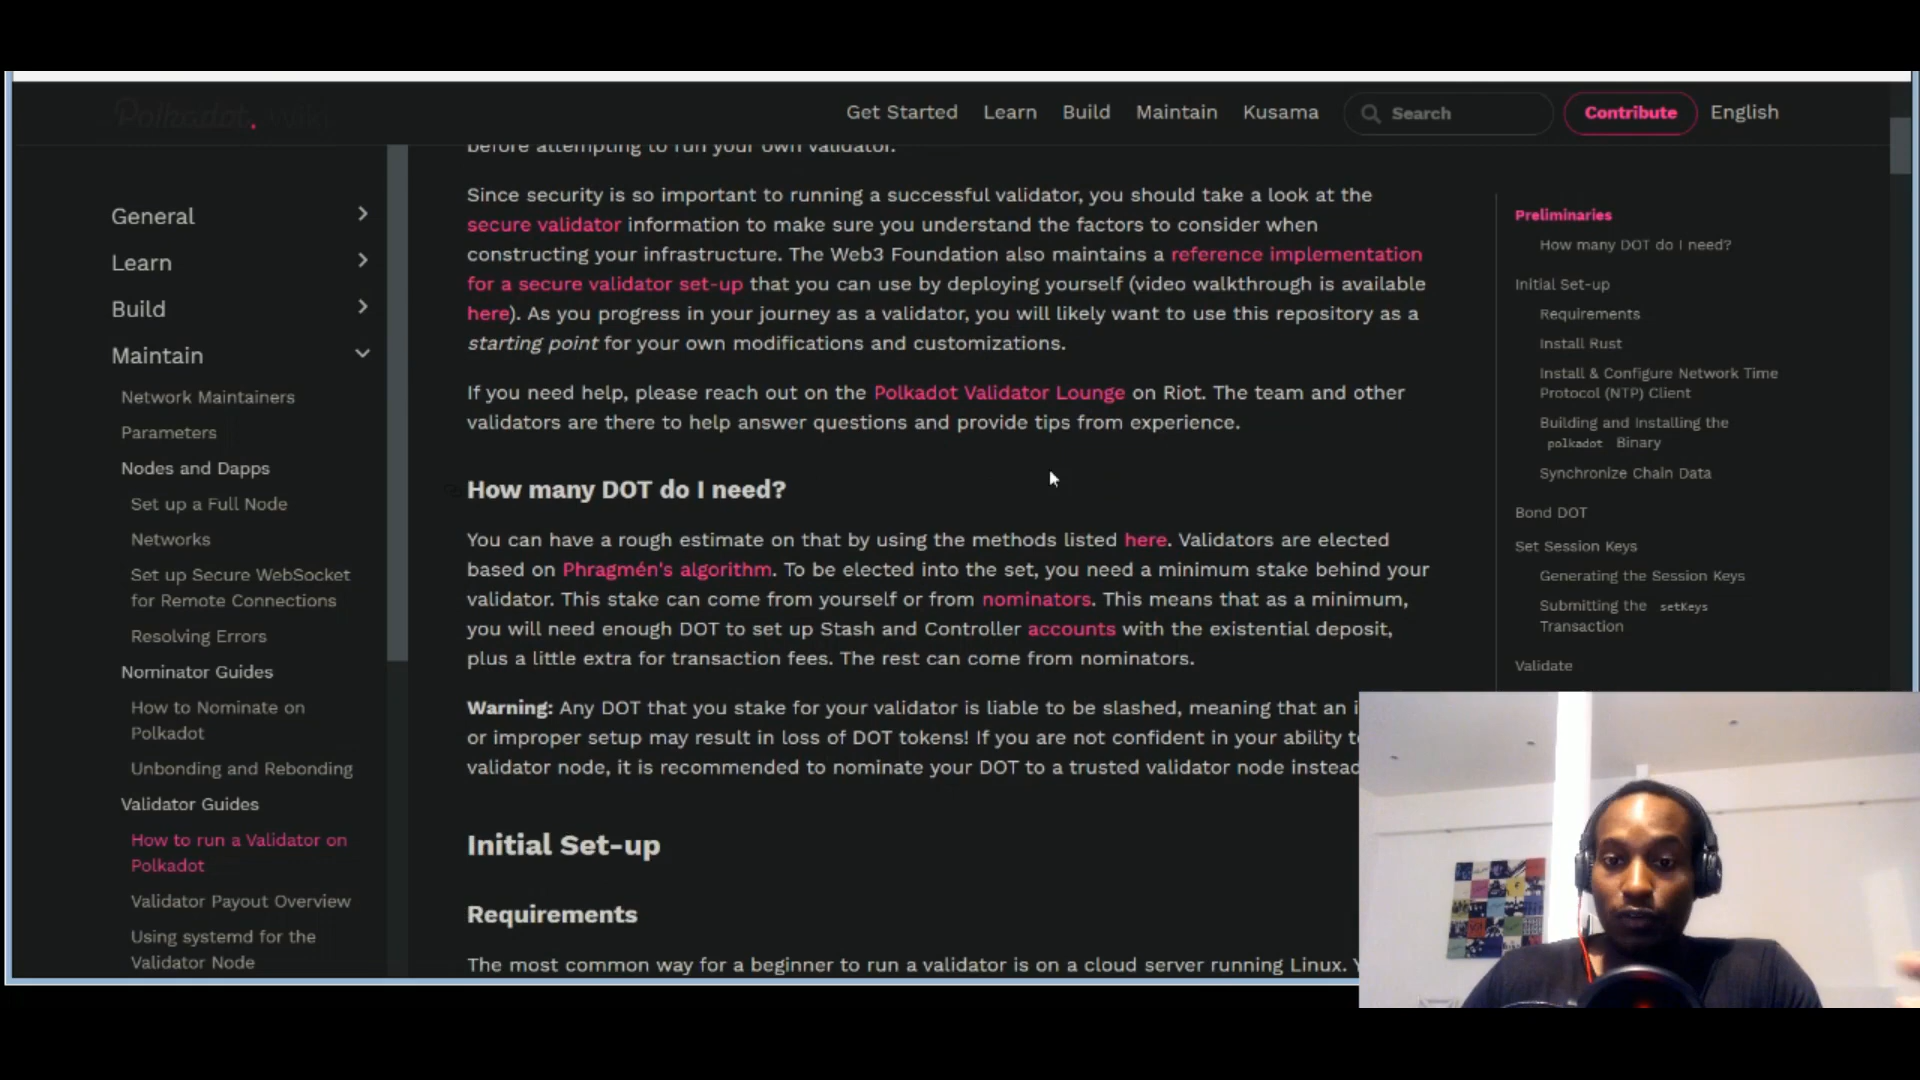 Polkadot. Wiki
Get Started
Learn
Build
Maintain
Kusama
Search
Contribute
English
General
Learn
Build
Maintain
Network Maintainers
Parameters
Nodes and Dapps
Set up a Full Node
Networks
Set up Secure WebSocket
for Remote Connections
Resolving Errors
Nominator Guides
How to Nominate on
Polkadot
Unbonding and Rebonding
Validator Guides
How to run a Validator on
Polkadot
Validator Payout Overview
Using systemd for the
Validator Node
before attempting to run your own validator.
Since security is so important to running a successful validator, you should take a look at the
secure validator information to make sure you understand the factors to consider when
constructing your infrastructure. The Web3 Foundation also maintains a reference implementation
for a secure validator set-up that you can use by deploying yourself (video walkthrough is available
here). As you progress in your journey as a validator, you will likely want to use this repository as a
starting point for your own modifications and customizations.
If you need help, please reach out on the Polkadot Validator Lounge on Riot. The team and other
validators are there to help answer questions and provide tips from experience.
How many DOT do I need?
You can have a rough estimate on that by using the methods listed here. Validators are elected
based on Phragmén's algorithm. To be elected into the set, you need a minimum stake behind your
validator. This stake can come from yourself or from nominators. This means that as a minimum,
you will need enough DOT to set up Stash and Controller accounts with the existential deposit,
plus a little extra for transaction fees. The rest can come from nominators.
Warning: Any DOT that you stake for your validator is liable to be slashed, meaning that an
or improper setup may result in loss of DOT tokens! If you are not confident in your ability
validator node, it is recommended to nominate your DOT to a trusted validator node instead
Initial Set-up
Requirements
The most common way for a beginner to run a validator is on a cloud server running Linux.
Preliminaries
How many DOT do I need?
Initial Set-up
Requirements
Install Rust
Install & Configure Network Time
Protocol (NTP) Client
Building and Installing the
polkadot Binary
Synchronize Chain Data
Bond DOT
Set Session Keys
Generating the Session Keys
Submitting the setKeys
Transaction
Validate